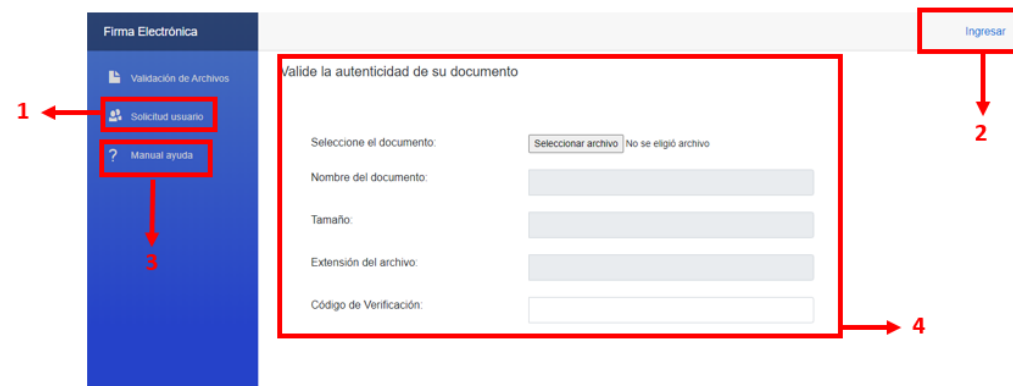 Firma Electrónica
Ingresar
Validación de Archivos
Valide la autenticidad de su documento
1
Solicitud usuario
2
Seleccione el documento:
Seleccionar archivo No se eligió archivo
? Manual ayuda
Nombre del documento:
Tamaño:
3
Extensión del archivo:
Código de Verificación:
4